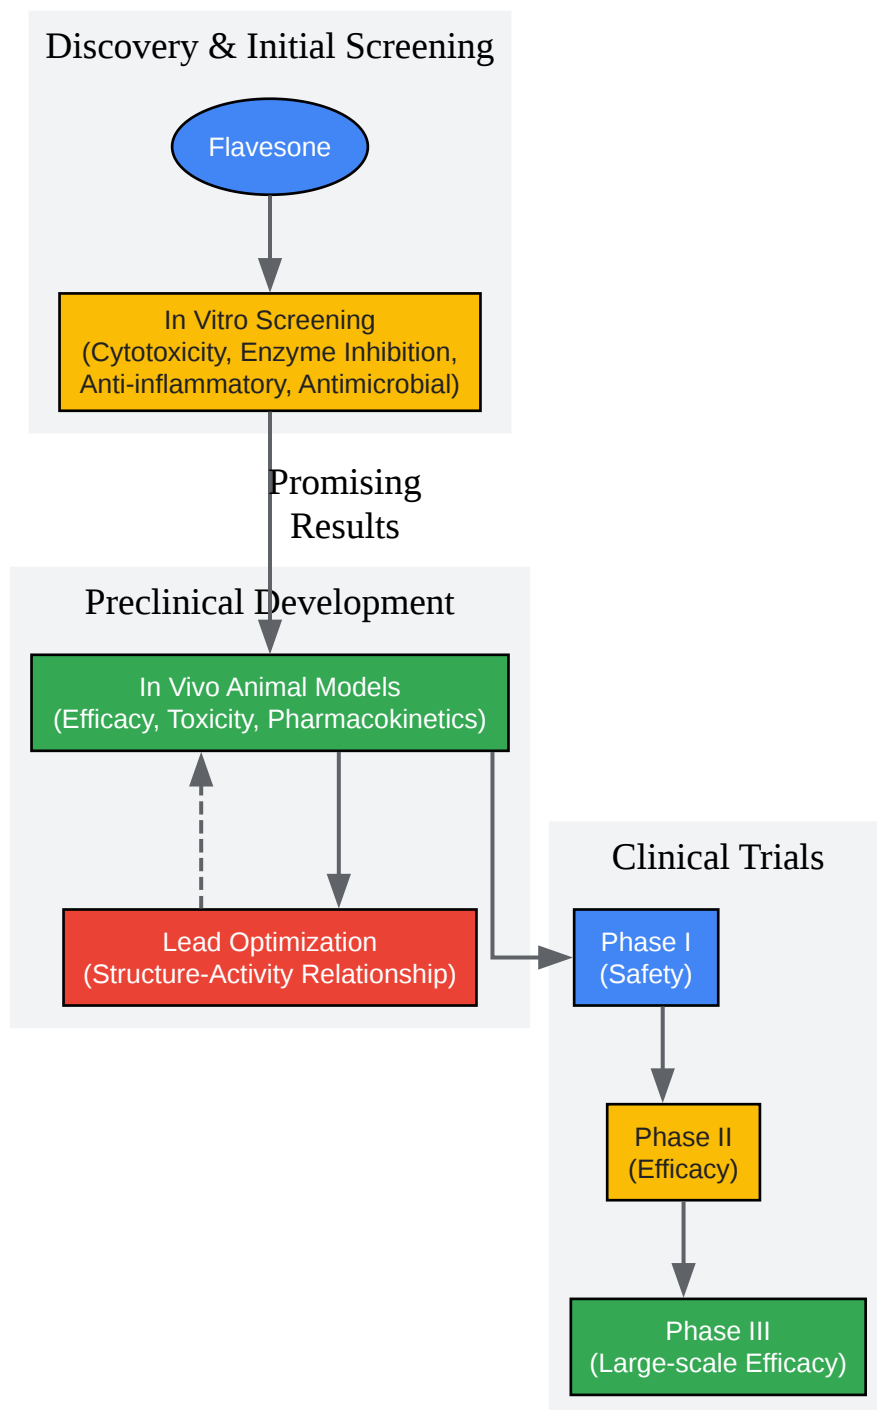 Discovery & Initial Screening
Flavesone
In Vitro Screening
(Cytotoxicity, Enzyme Inhibition,
Anti-inflammatory, Antimicrobial)
Promising
Results
Preclinical Development
In Vivo Animal Models
(Efficacy, Toxicity, Pharmacokinetics)
Lead Optimization
(Structure-Activity Relationship)
Clinical Trials
Phase I
(Safety)
Phase II
(Efficacy)
Phase III
(Large-scale Efficacy)